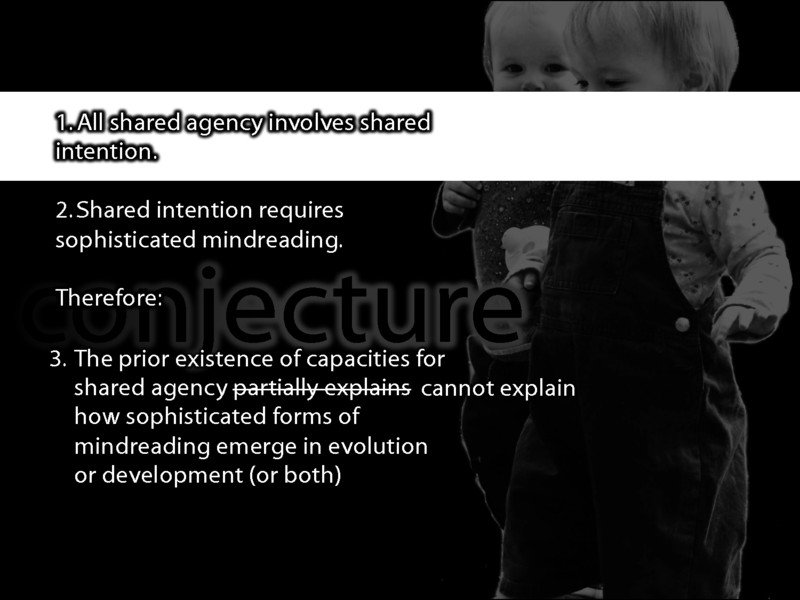 1. All shared agency involves shared
intention.
2. Shared intention requires
sophisticated mindreading.
Therefore:
conjecture
3. The prior existence of capacities for
shared agency partially explains cannot explain
how sophisticated forms of
mindreading emerge in evolution
or development (or both)